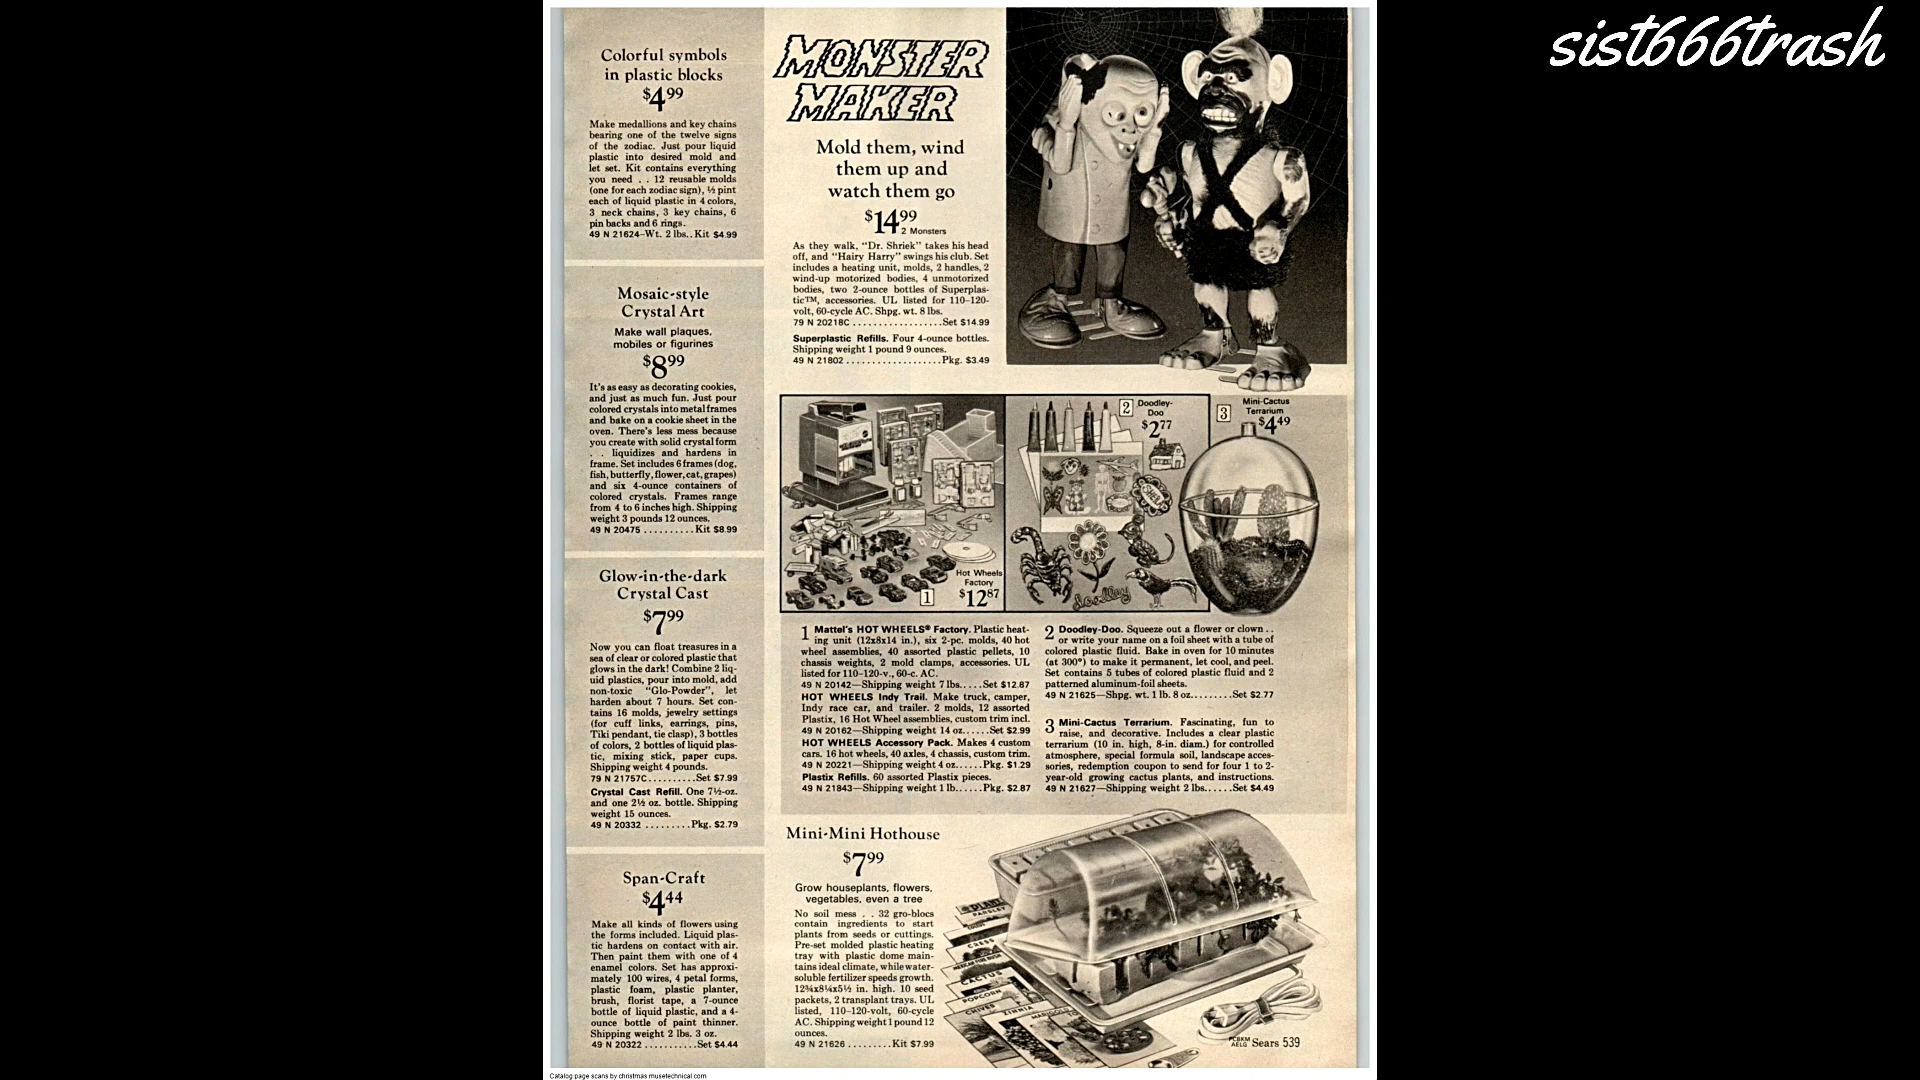 sist666trash
Colorful symbols
in plastic blocks
$4.99
Make medallions and key chains
bearing one of the twelve signs
of the zodiac. Just pour liquid
plastic into desired mold and
let set. Kit contains everything
you need . . 12 reusable molds
(one for each zodiac sign), ½ pint
each of liquid plastic in 4 colors,
3 neck chains, 3 key chains, 6
pin backs and 6 rings.
49 N 21624—Wt. 2 lbs..Kit $4.99
Mosaic-style
Crystal Art
Make wall plaques,
mobiles or figurines
$8.99
It's as easy as decorating cookies,
and just as much fun. Just pour
colored crystals into metal frames
and bake on a cookie sheet in the
oven. There's less mess because
you create with solid crystal form
. . liquidizes and hardens in
frame. Set includes 6 frames (dog,
fish, butterfly, flower, cat, grapes)
and six 4-ounce containers of
colored crystals. Frames range
from 4 to 6 inches high. Shipping
weight 3 pounds 12 ounces.
49 N 20475 ..........Kit $8.99
Glow-in-the-dark
Crystal Cast
$7.99
Now you can float treasures in a
sea of clear or colored plastic that
glows in the dark! Combine 2 liq-
uid plastics, pour into mold, add
non-toxic "Glo-Powder", let
harden about 7 hours. Set con-
tains 16 molds, jewelry settings
(for cuff links, earrings, pins,
Tiki pendant, tie clasp), 3 bottles
of colors, 2 bottles of liquid plas-
tic, mixing stick, paper cups.
Shipping weight 4 pounds.
79 N 21757C..........Set $7.99
Crystal Cast Refill. One 7½-oz.
and one 2½ oz. bottle. Shipping
weight 15 ounces.
49 N 20332 .........Pkg. $2.79
Span-Craft
$4.44
Make all kinds of flowers using
the forms included. Liquid plas-
tic hardens on contact with air.
Then paint them with one of 4
enamel colors. Set has approxi-
mately 100 wires, 4 petal forms,
plastic foam, plastic planter,
brush, florist tape, a 7-ounce
bottle of liquid plastic, and a 4-
ounce bottle of paint thinner.
Shipping weight 2 lbs. 3 oz.
49 N 20322 ...........Set $4.44
MONSTER
MAKER
Mold them, wind
them up and
watch them go
$14.99
2 Monsters
As they walk, "Dr. Shriek" takes his head
off, and "Hairy Harry" swings his club. Set
includes a heating unit, molds, 2 handles, 2
wind-up motorized bodies, 4 unmotorized
bodies, two 2-ounce bottles of Superplas-
tic™, accessories. UL listed for 110–120-
volt, 60-cycle AC. Shpg. wt. 8 lbs.
79 N 20218C ..................Set $14.99
Superplastic Refills. Four 4-ounce bottles.
Shipping weight 1 pound 9 ounces.
49 N 21802 ...................Pkg. $3.49
Hot Wheels
Factory
1 $12.87
2 Doodley-
Doo
$2.77
SHEILA
doodley
3 Mini-Cactus
Terrarium
$4.49
1 Mattel's HOT WHEELS® Factory. Plastic heat-
ing unit (12x8x14 in.), six 2-pc. molds, 40 hot
wheel assemblies, 40 assorted plastic pellets, 10
chassis weights, 2 mold clamps, accessories. UL
listed for 110-120-v., 60-c. AC.
49 N 20142—Shipping weight 7 lbs.....Set $12.87
HOT WHEELS Indy Trail. Make truck, camper,
Indy race car, and trailer. 2 molds, 12 assorted
Plastix, 16 Hot Wheel assemblies, custom trim incl.
49 N 20162—Shipping weight 14 oz......Set $2.99
HOT WHEELS Accessory Pack. Makes 4 custom
cars. 16 hot wheels, 40 axles, 4 chassis, custom trim.
49 N 20221—Shipping weight 4 oz.....Pkg. $1.29
Plastix Refills. 60 assorted Plastix pieces.
49 N 21843—Shipping weight 1 lb.....Pkg. $2.87
2 Doodley-Doo. Squeeze out a flower or clown . .
or write your name on a foil sheet with a tube of
colored plastic fluid. Bake in oven for 10 minutes
(at 300°) to make it permanent, let cool, and peel.
Set contains 5 tubes of colored plastic fluid and 2
patterned aluminum-foil sheets.
49 N 21625—Shpg. wt. 1 lb. 8 oz........Set $2.77
3 Mini-Cactus Terrarium. Fascinating, fun to
raise, and decorative. Includes a clear plastic
terrarium (10 in. high, 8-in. diam.) for controlled
atmosphere, special formula soil, landscape acces-
sories, redemption coupon to send for four 1 to 2-
year-old growing cactus plants, and instructions.
49 N 21627—Shipping weight 2 lbs......Set $4.49
Mini-Mini Hothouse
$7.99
Grow houseplants, flowers,
vegetables, even a tree
No soil mess . . 32 gro-blocs
contain ingredients to start
plants from seeds or cuttings.
Pre-set molded plastic heating
tray with plastic dome main-
tains ideal climate, while water-
soluble fertilizer speeds growth.
12¾x8¼x5½ in. high. 10 seed
packets, 2 transplant trays. UL
listed, 110-120-volt, 60-cycle
AC. Shipping weight 1 pound 12
ounces.
49 N 21626 .........Kit $7.99
PARSLEY
CRESS
CACTUS
POPCORN
CHIVES
ZINNIA
MARIGOLD
PCBKM
AELG Sears 539
Catalog page scans by christmas musetechnical.com